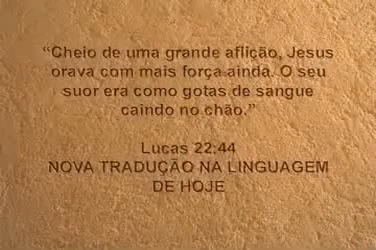 “Cheio de uma grande aflição, Jesus
orava com mais força ainda. O seu
suor era como gotas de sangue
caindo no chão.”
Lucas 22:44
NOVA TRADUÇÃO NA LINGUAGEM
DE HOJE